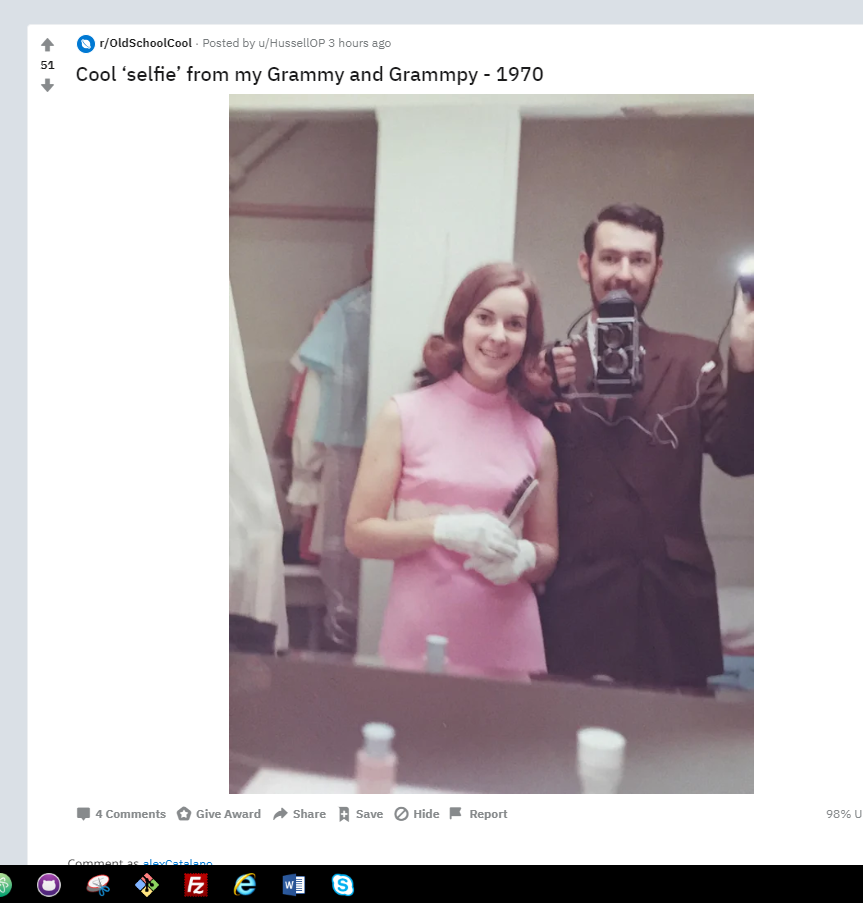 51
r/OldSchoolCool · Posted by u/HussellOP 3 hours ago
Cool ‘selfie’ from my Grammy and Grammpy - 1970
4 Comments Give Award Share Save Hide Report 98% U
Comment as alexCatalano
Fz W